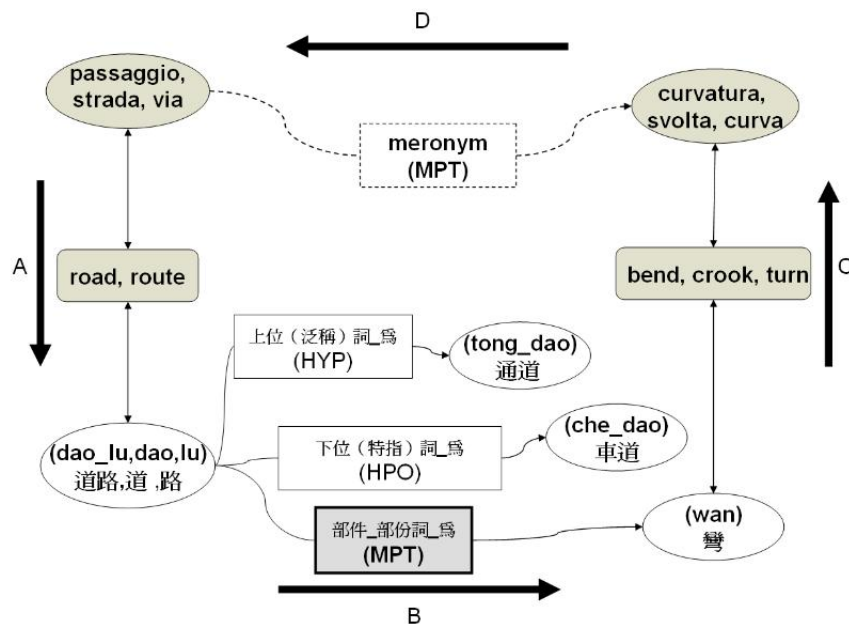 D
passaggio,
strada, via
meronym
(MPT)
curvatura,
svolta, curva
A
road, route
bend, crook, turn
C
上位（泛稱）詞_爲
(HYP)
(tong_dao)
通道
(dao_lu,dao,lu)
道路,道 ,路
下位（特指）詞_爲
(HPO)
(che_dao)
車道
部件_部份詞_爲
(MPT)
(wan)
彎
B